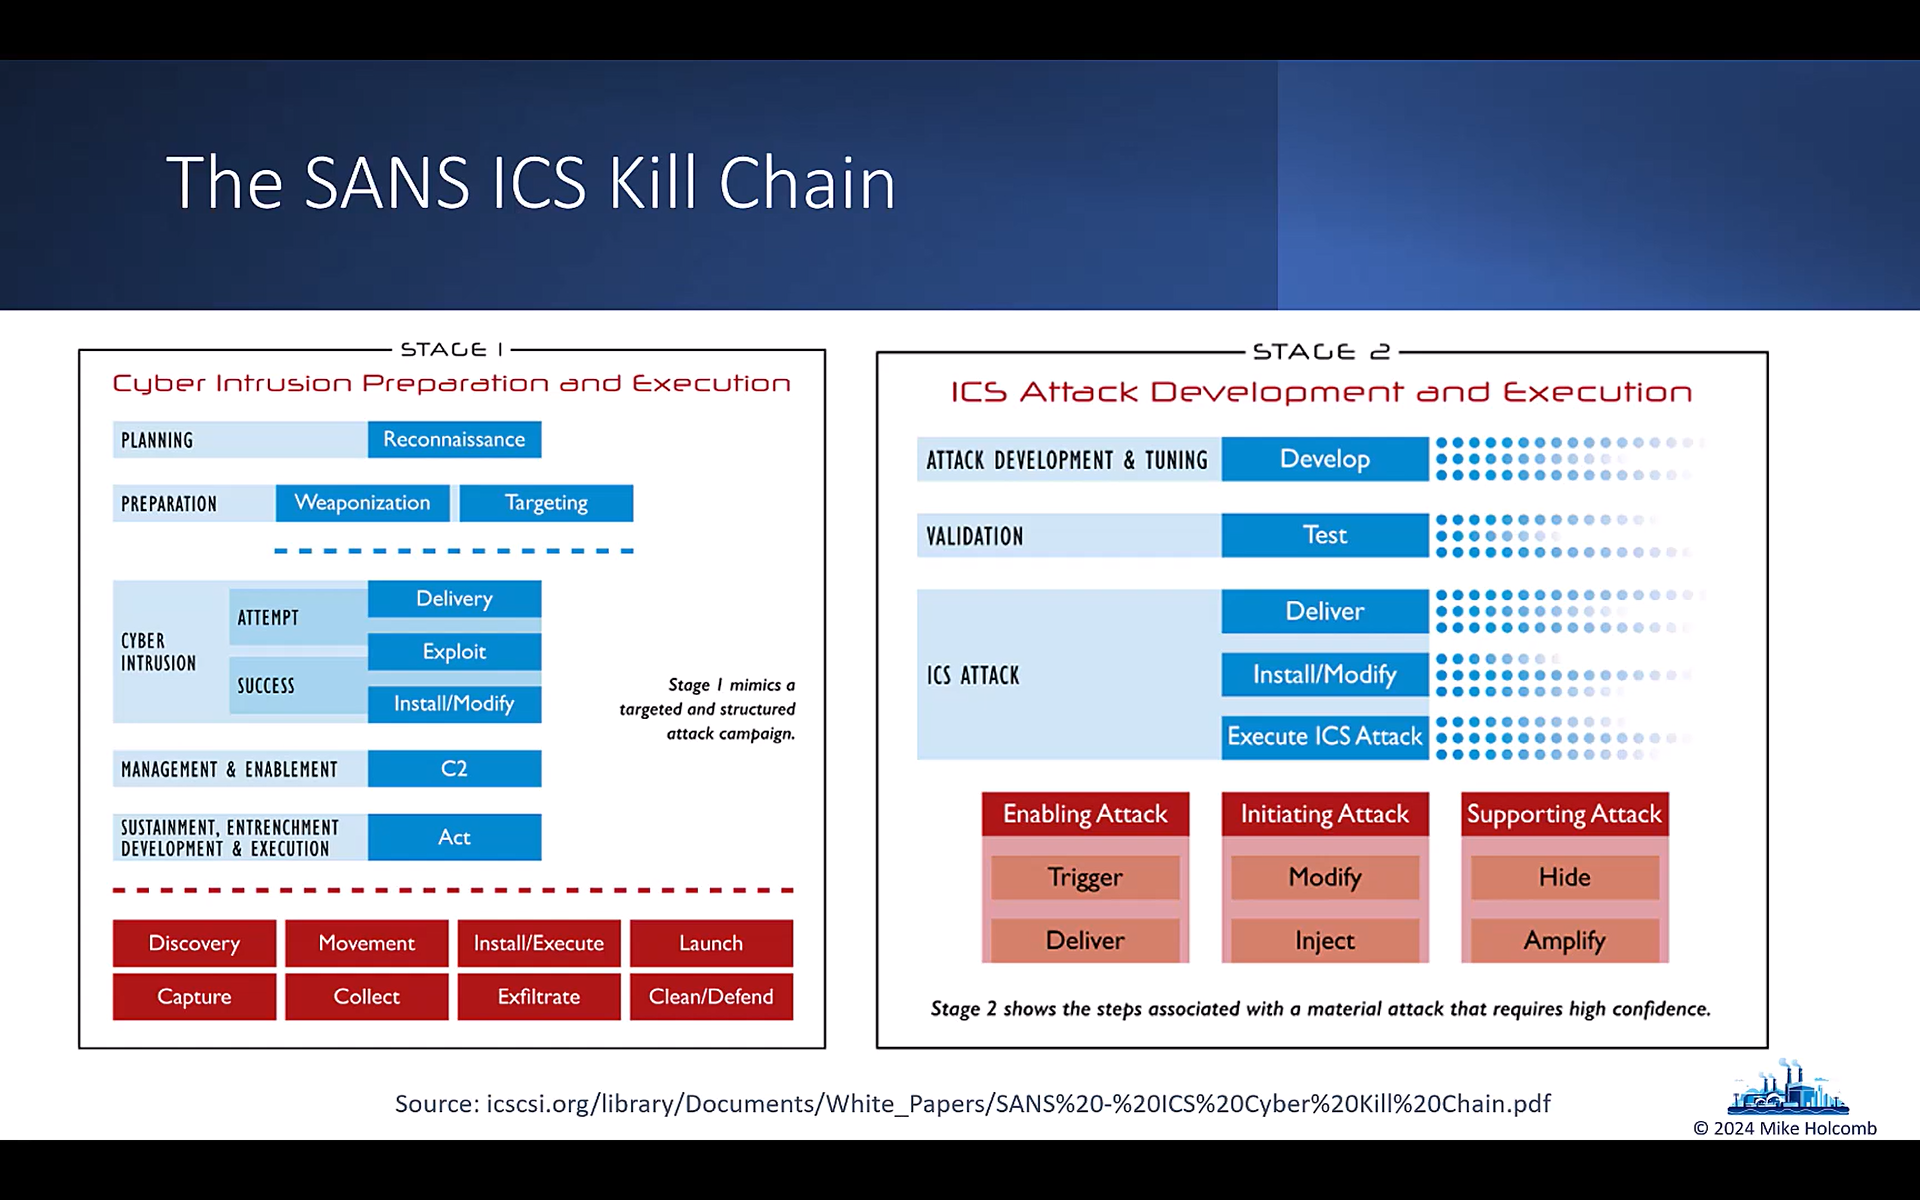 The SANS ICS Kill Chain
STAGE 1
Cyber Intrusion Preparation and Execution
PLANNING
Reconnaissance
PREPARATION
Weaponization
Targeting
CYBER
INTRUSION
ATTEMPT
SUCCESS
Delivery
Exploit
Install/Modify
Stage 1 mimics a
targeted and structured
attack campaign.
MANAGEMENT & ENABLEMENT
C2
SUSTAINMENT, ENTRENCHMENT
DEVELOPMENT & EXECUTION
Act
Discovery
Movement
Install/Execute
Launch
Capture
Collect
Exfiltrate
Clean/Defend
STAGE 2
ICS Attack Development and Execution
ATTACK DEVELOPMENT & TUNING
Develop
VALIDATION
Test
ICS ATTACK
Deliver
Install/Modify
Execute ICS Attack
Enabling Attack
Trigger
Deliver
Initiating Attack
Modify
Inject
Supporting Attack
Hide
Amplify
Stage 2 shows the steps associated with a material attack that requires high confidence.
Source: icscsi.org/library/Documents/White_Papers/SANS%20-%20ICS%20Cyber%20Kill%20Chain.pdf
© 2024 Mike Holcomb